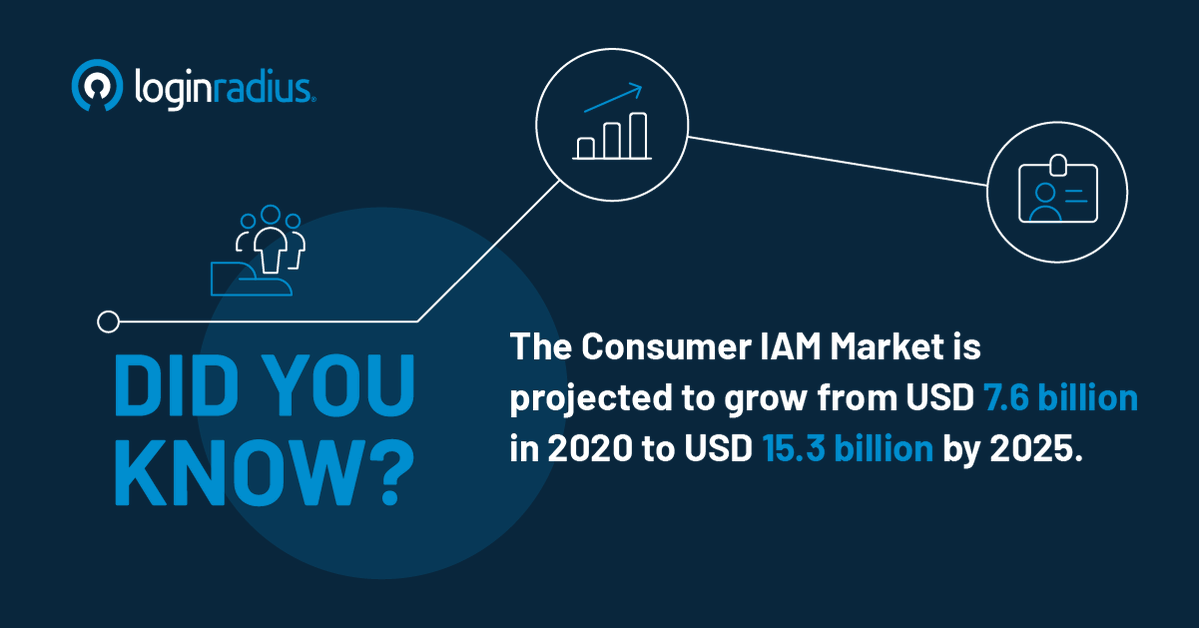 loginradius
DID YOU
KNOW?
The Consumer IAM Market is
projected to grow from USD 7.6 billion
in 2020 to USD 15.3 billion by 2025.